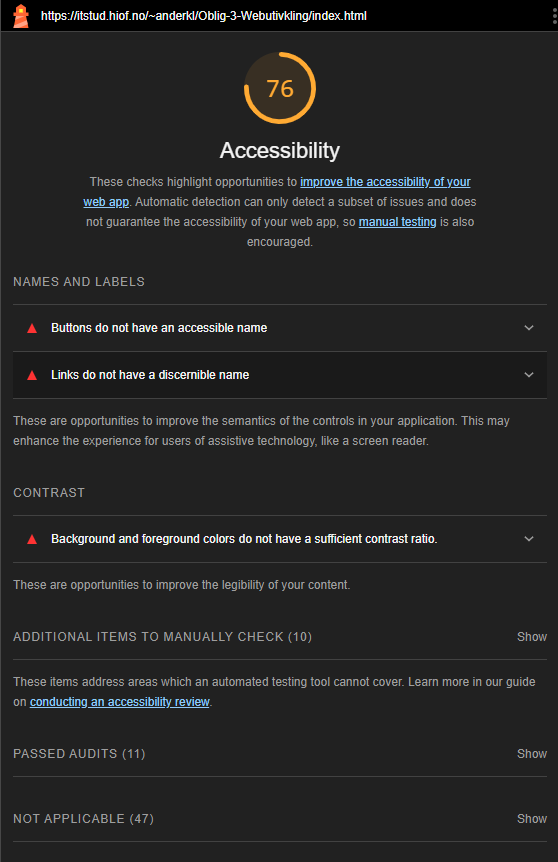 https://itstud.hiof.no/~anderkl/Oblig-3-Webutivkling/index.html
76
Accessibility
These checks highlight opportunities to improve the accessibility of your
web app. Automatic detection can only detect a subset of issues and does
not guarantee the accessibility of your web app, so manual testing is also
encouraged.
NAMES AND LABELS
Buttons do not have an accessible name
Links do not have a discernible name
These are opportunities to improve the semantics of the controls in your application. This may
enhance the experience for users of assistive technology, like a screen reader.
CONTRAST
Background and foreground colors do not have a sufficient contrast ratio.
These are opportunities to improve the legibility of your content.
ADDITIONAL ITEMS TO MANUALLY CHECK (10) Show
These items address areas which an automated testing tool cannot cover. Learn more in our guide
on conducting an accessibility review.
PASSED AUDITS (11) Show
NOT APPLICABLE (47) Show